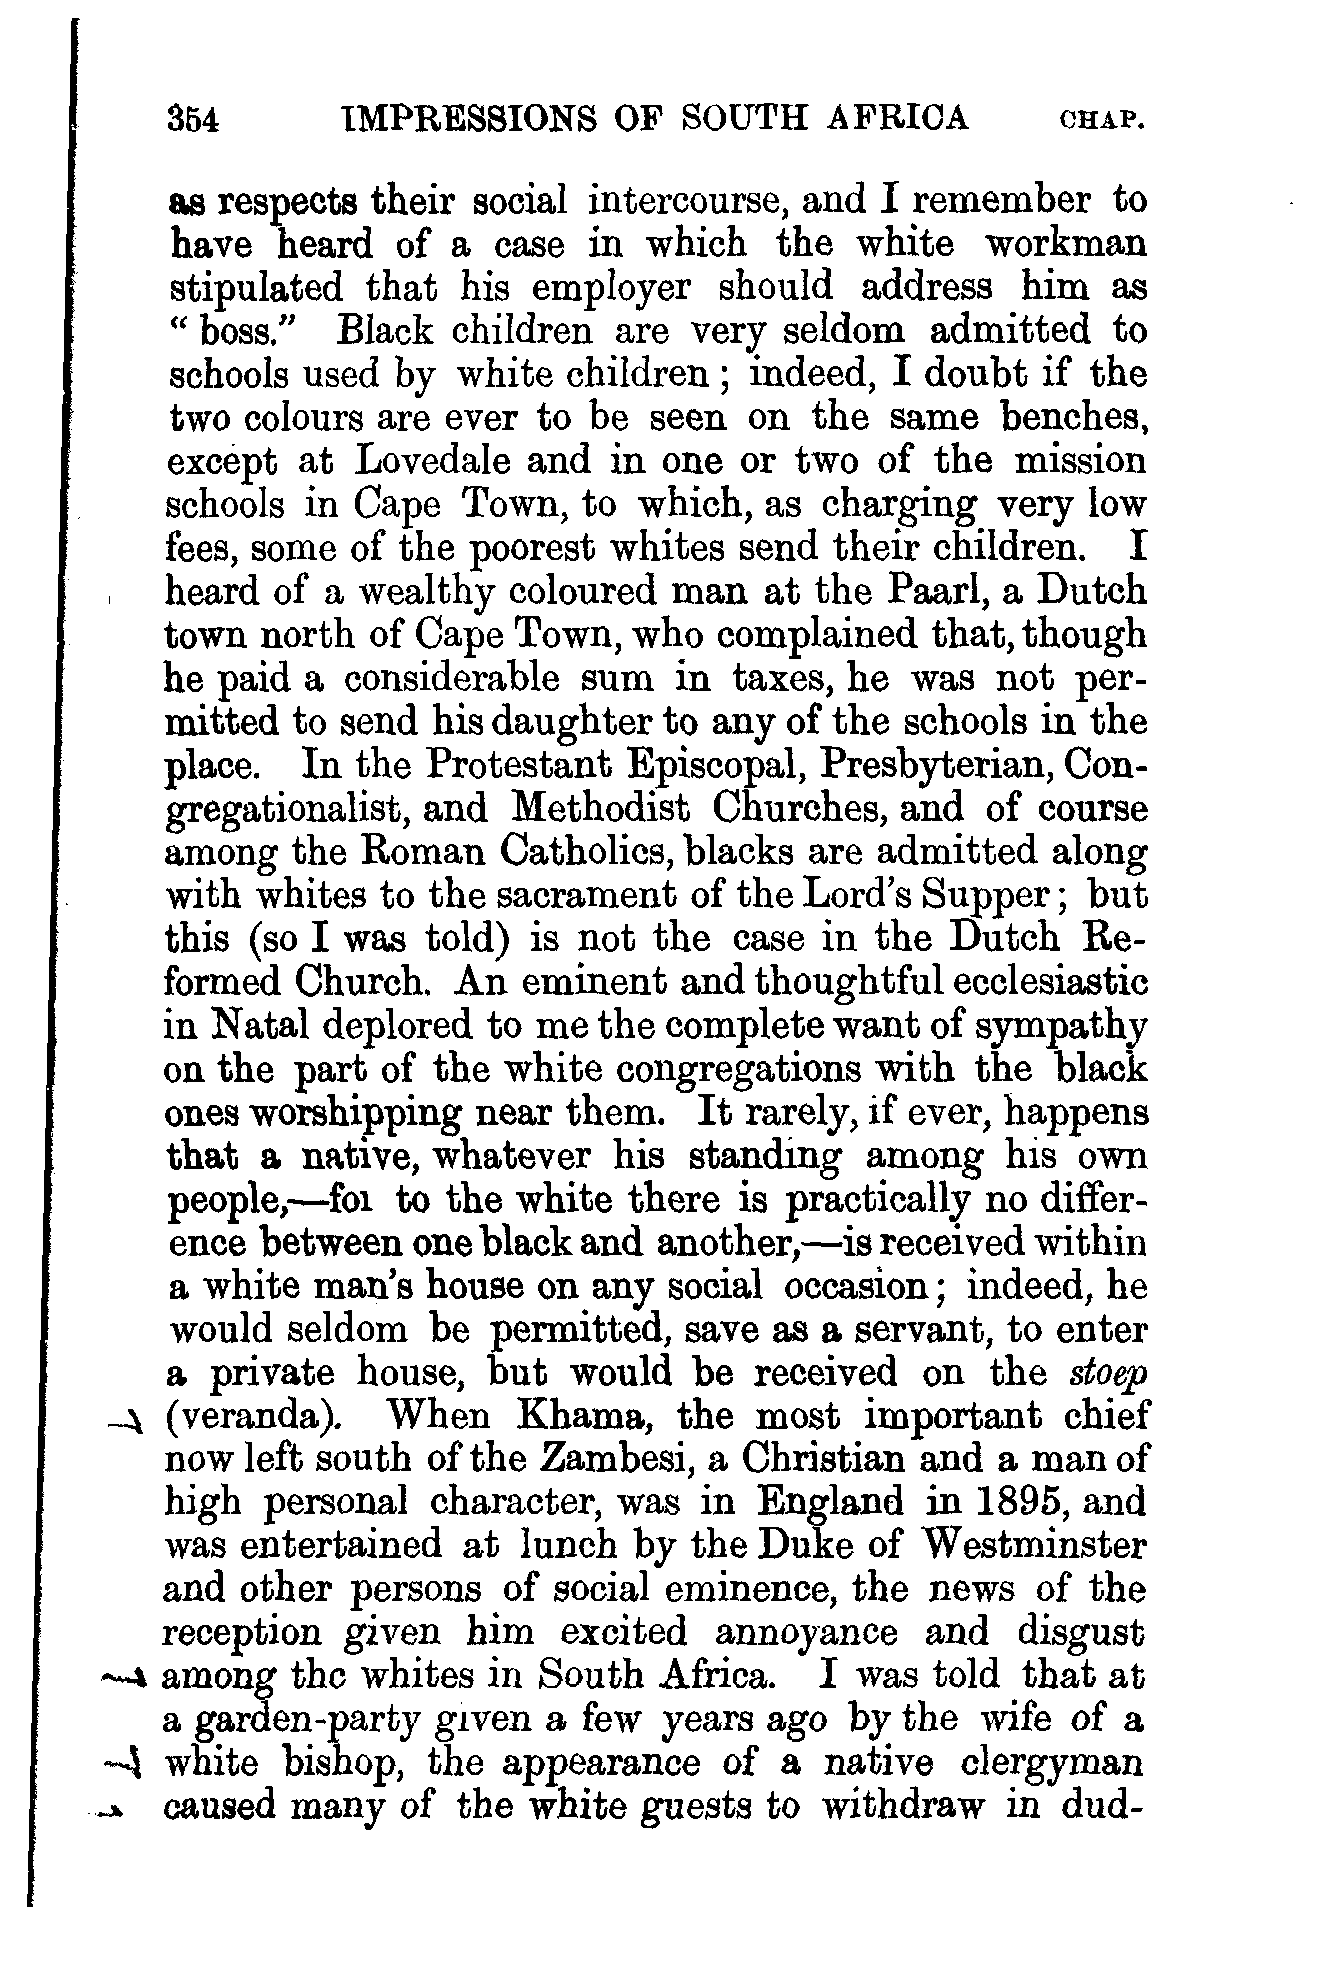 354 IMPRESSIONS OF SOUTH AFRICA CHAP.
as respects their social intercourse, and I remember to
have heard of a case in which the white workman
stipulated that his employer should address him as
“ boss.” Black children are very seldom admitted to
schools used by white children ; indeed, I doubt if the
two colours are ever to be seen on the same benches,
except at Lovedale and in one or two of the mission
schools in Cape Town, to which, as charging very low
fees, some of the poorest whites send their children. I
heard of a wealthy coloured man at the Paarl, a Dutch
town north of Cape Town, who complained that, though
he paid a considerable sum in taxes, he was not per-
mitted to send his daughter to any of the schools in the
place. In the Protestant Episcopal, Presbyterian, Con-
gregationalist, and Methodist Churches, and of course
among the Roman Catholics, blacks are admitted along
with whites to the sacrament of the Lord’s Supper ; but
this (so I was told) is not the case in the Dutch Re-
formed Church. An eminent and thoughtful ecclesiastic
in Natal deplored to me the complete want of sympathy
on the part of the white congregations with the black
ones worshipping near them. It rarely, if ever, happens
that a native, whatever his standing among his own
people,—for to the white there is practically no differ-
ence between one black and another,—is received within
a white man’s house on any social occasion ; indeed, he
would seldom be permitted, save as a servant, to enter
a private house, but would be received on the stoep
(veranda). When Khama, the most important chief
now left south of the Zambesi, a Christian and a man of
high personal character, was in England in 1895, and
was entertained at lunch by the Duke of Westminster
and other persons of social eminence, the news of the
reception given him excited annoyance and disgust
among the whites in South Africa. I was told that at
a garden-party given a few years ago by the wife of a
white bishop, the appearance of a native clergyman
caused many of the white guests to withdraw in dud-